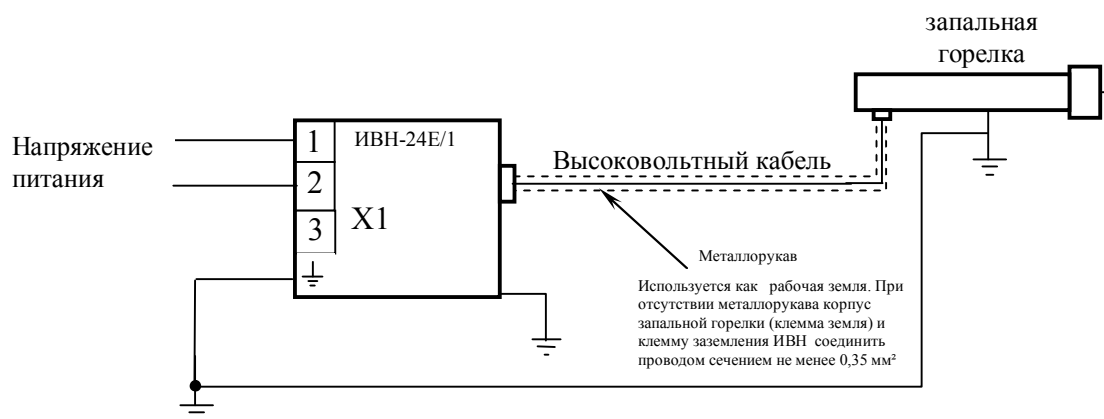 запальная
горелка
Напряжение
питания
1
2
3
ИВН-24Е/1
X1
Высоковольтный кабель
Металлорукав
Используется как рабочая земля. При
отсутствии металлорукава корпус
запальной горелки (клемма земля) и
клемму заземления ИВН соединить
проводом сечением не менее 0,35 мм²